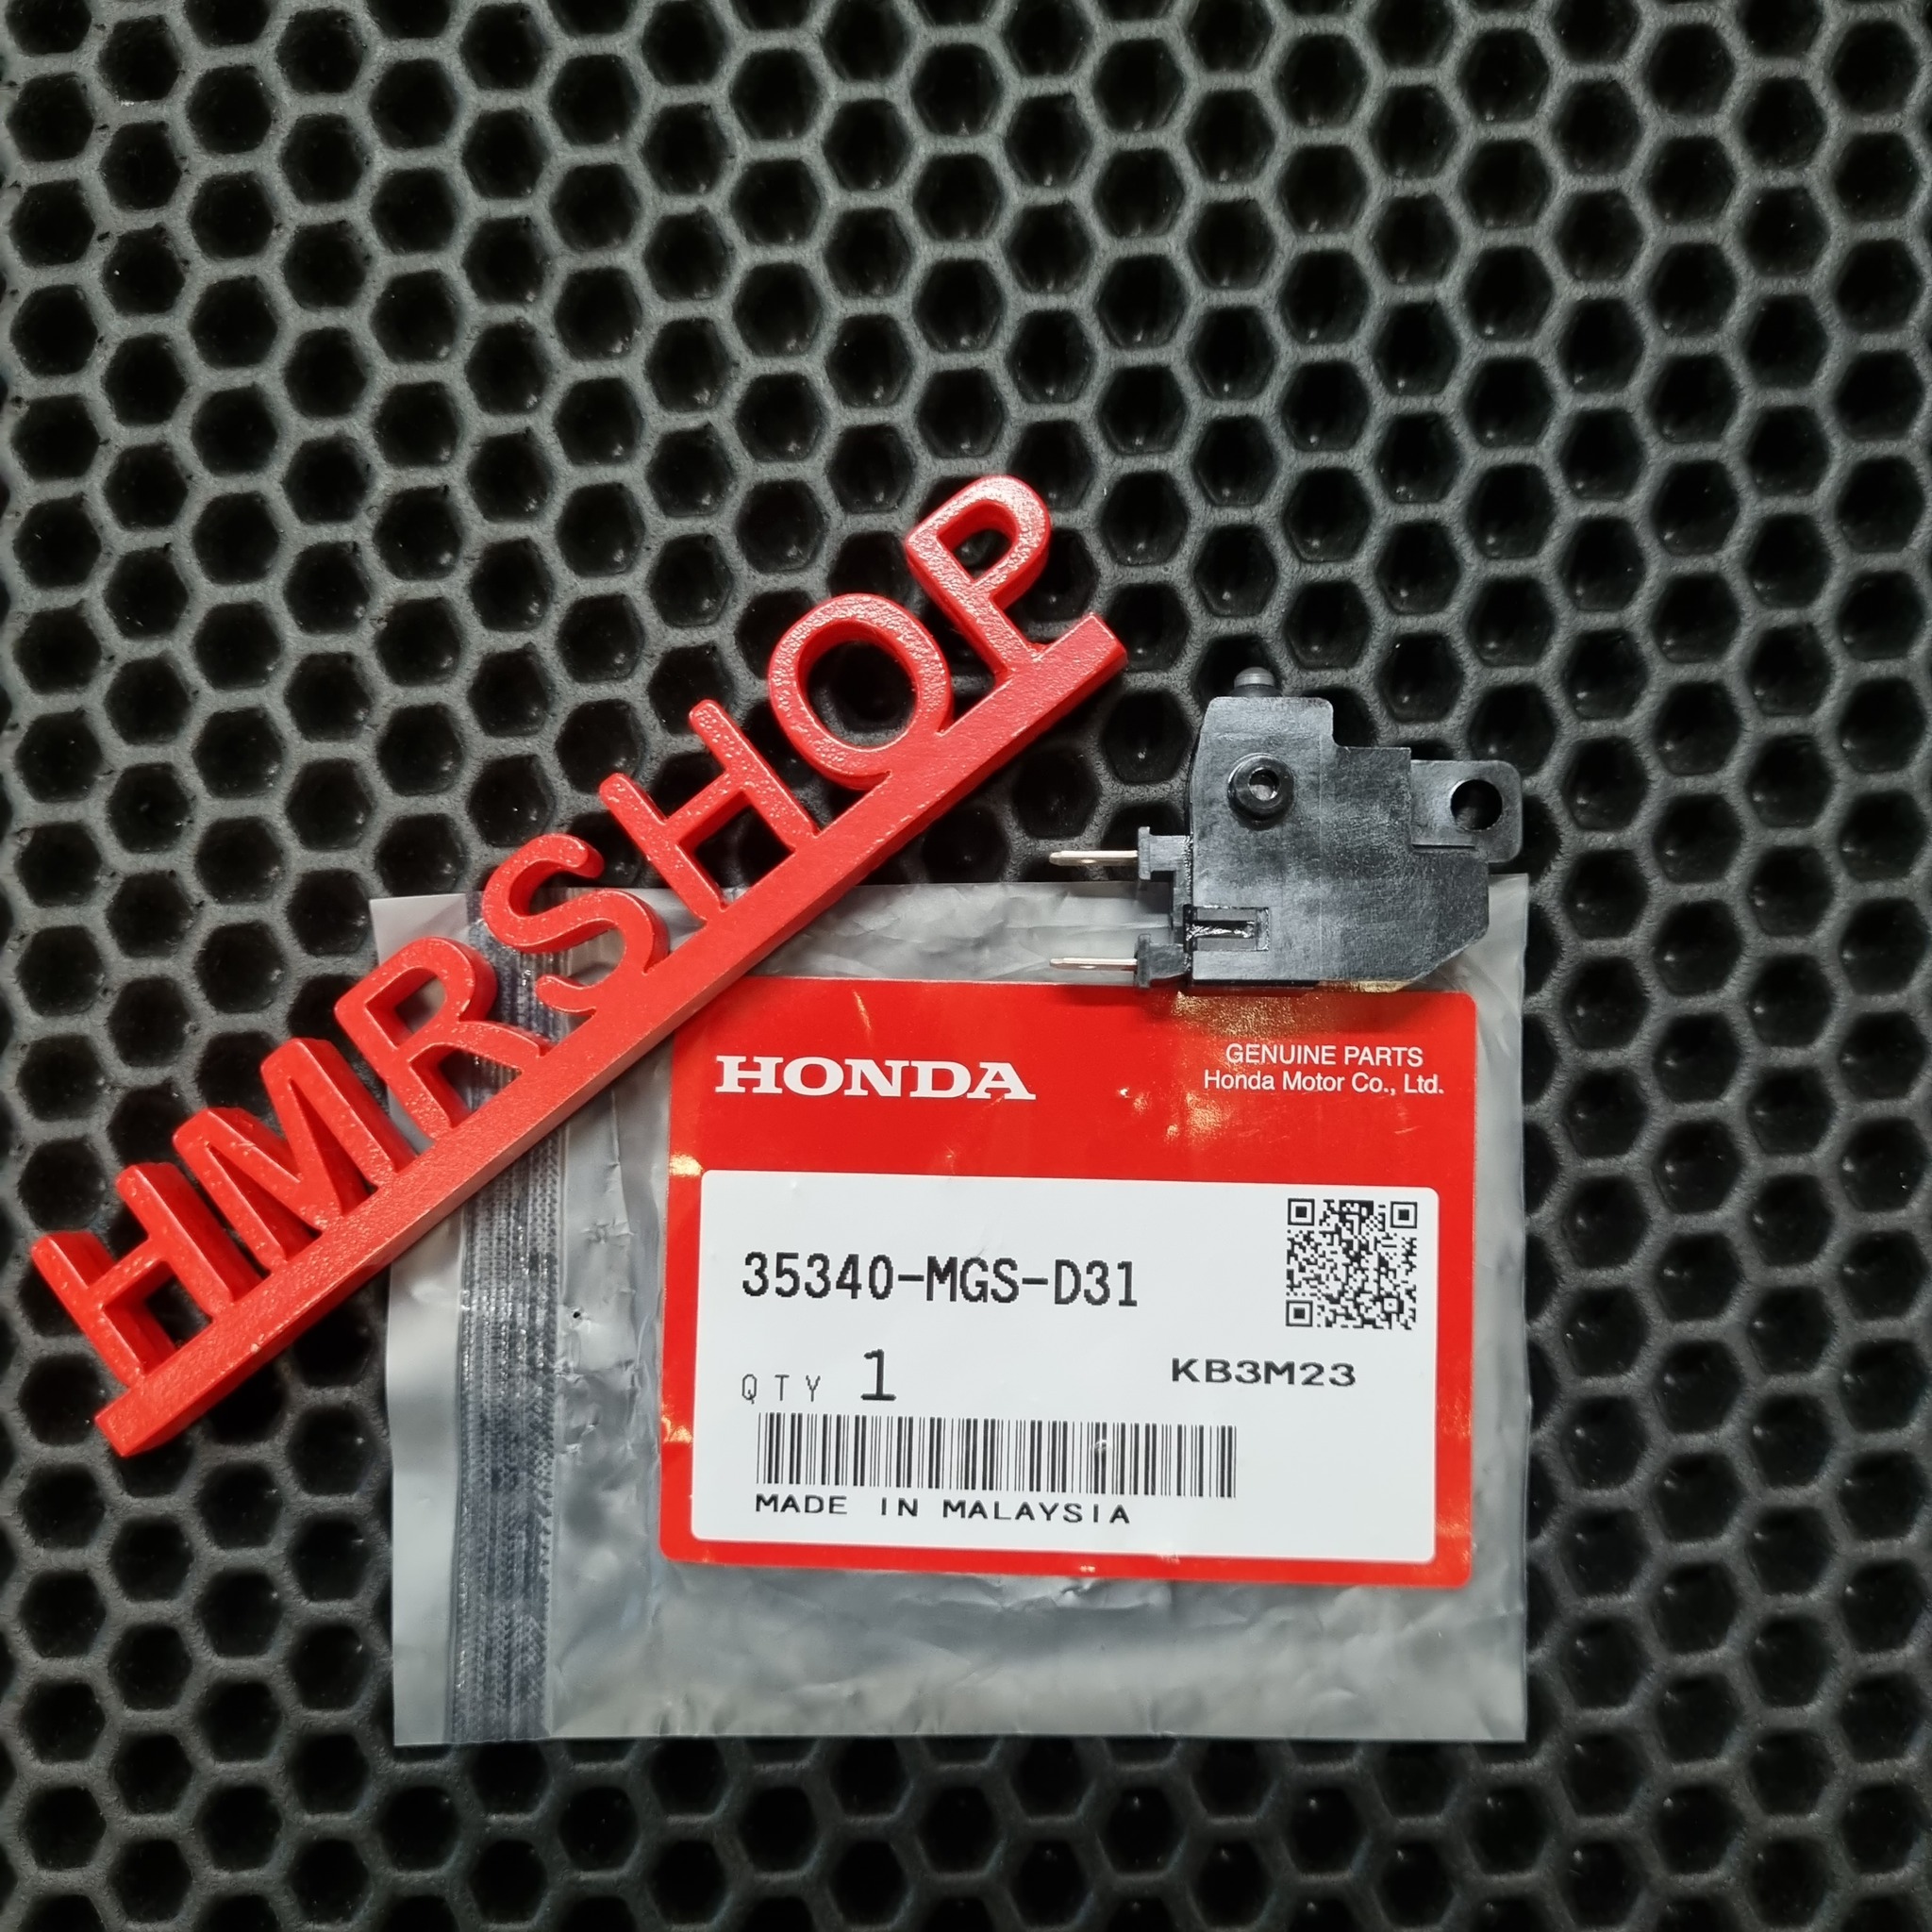 HMRSHOP
HONDA
GENUINE PARTS
Honda Motor Co., Ltd.
35340-MGS-D31
QTY 1
KB3M23
MADE IN MALAYSIA